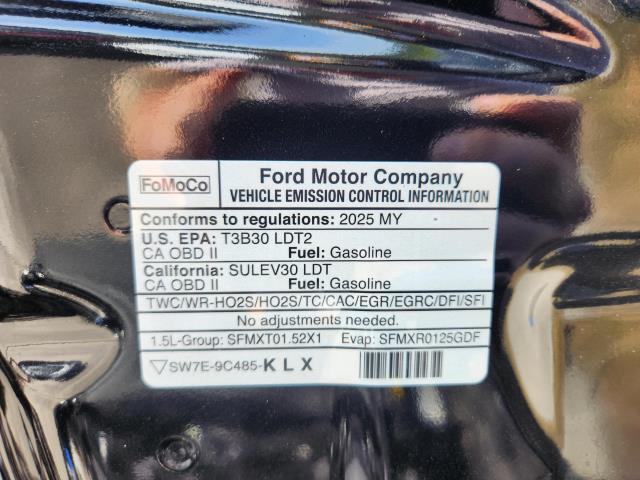 FoMoCo
Ford Motor Company
VEHICLE EMISSION CONTROL INFORMATION
Conforms to regulations: 2025 MY
U.S. EPA: T3B30 LDT2
CA OBD II Fuel: Gasoline
California: SULEV30 LDT
CA OBD II Fuel: Gasoline
TWC/WR-HO2S/HO2S/TC/CAC/EGR/EGRC/DFI/SFI
No adjustments needed.
1.5L-Group: SFMXT01.52X1 Evap: SFMXR0125GDF
SW7E-9C485-KLX